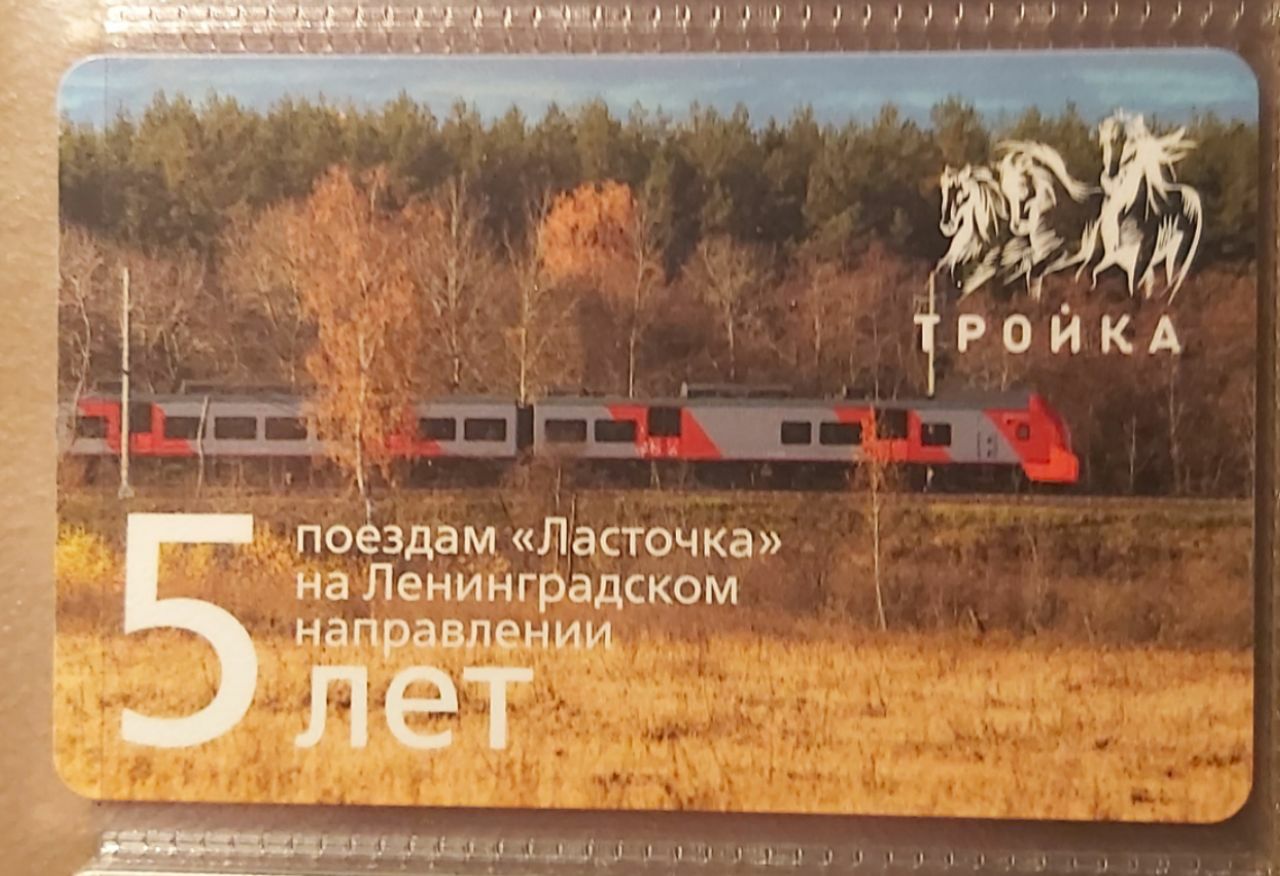 ТРОЙКА
5
поездам «Ласточка»
на Ленинградском
направлении
лет